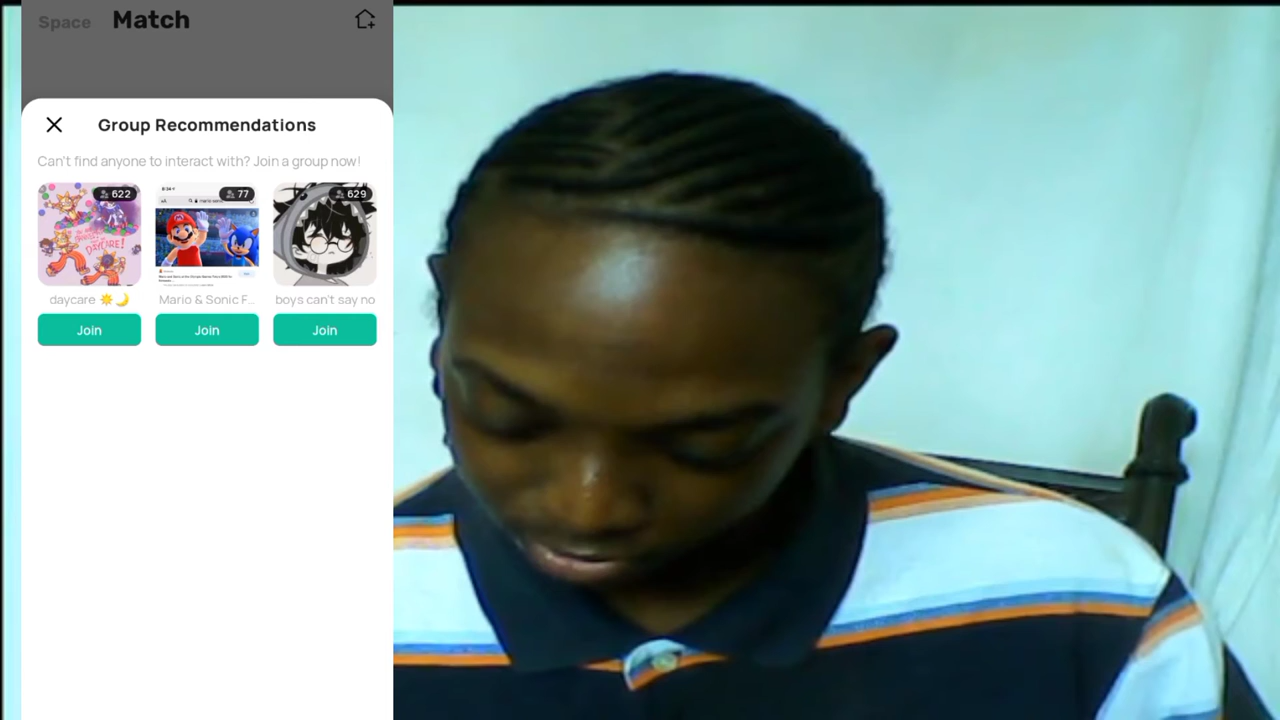 Space Match
Group Recommendations
Can't find anyone to interact with? Join a group now!
622
77
629
DAYCARE!
daycare ☀️🌙
Mario & Sonic F...
boys can't say no
Join
Join
Join